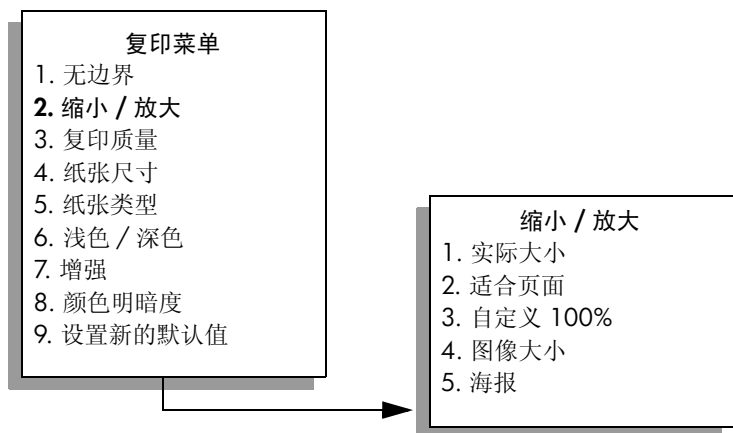 复印菜单
1. 无边界
2. 缩小 / 放大
3. 复印质量
4. 纸张尺寸
5. 纸张类型
6. 浅色 / 深色
7. 增强
8. 颜色明暗度
9. 设置新的默认值
缩小 / 放大
1. 实际大小
2. 适合页面
3. 自定义 100%
4. 图像大小
5. 海报